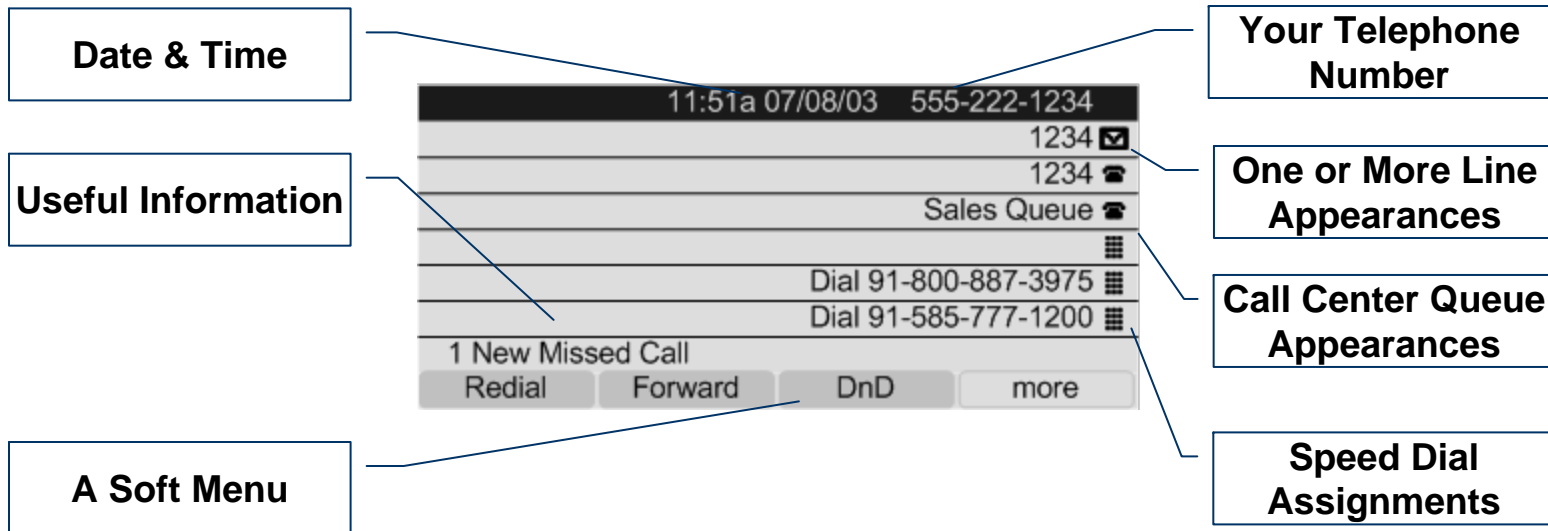 Date & Time
Your Telephone
Number
11:51a 07/08/03 555-222-1234
1234
Useful Information
1234
One or More Line
Appearances
Sales Queue
Dial 91-800-887-3975
Dial 91-585-777-1200
Call Center Queue
Appearances
1 New Missed Call
Redial Forward DnD more
A Soft Menu
Speed Dial
Assignments